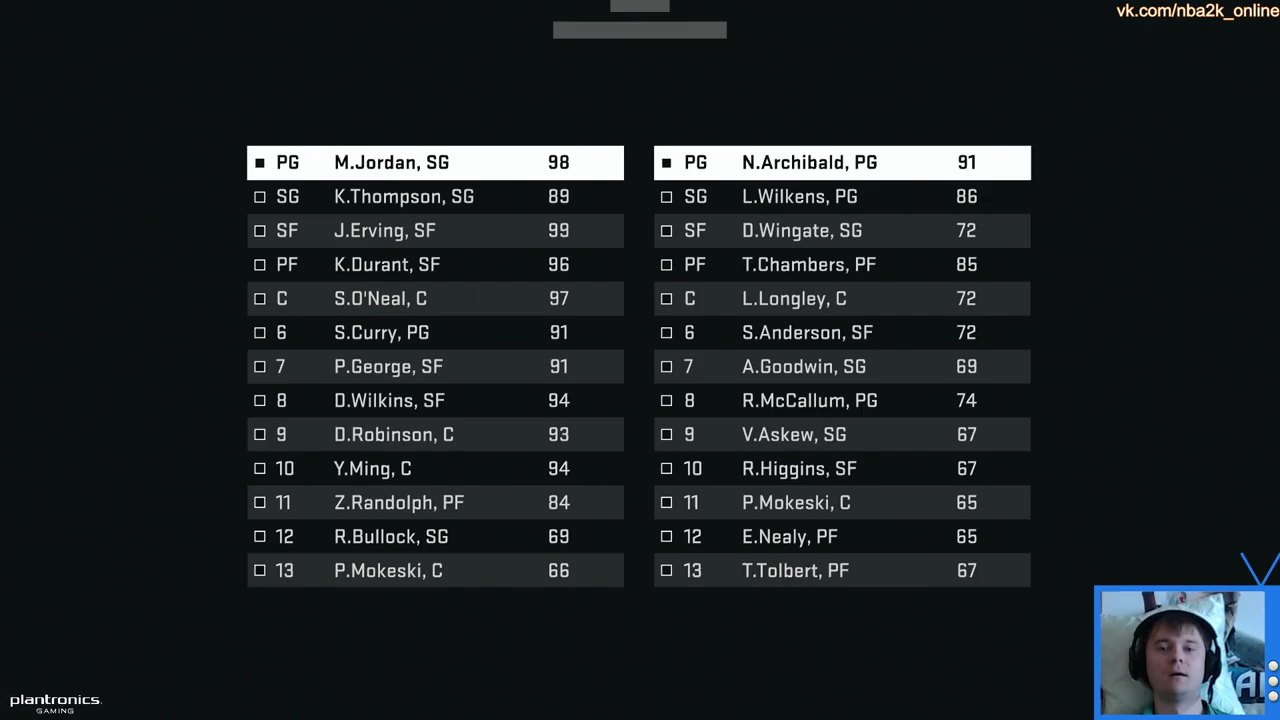 vk.com/nba2k_online
PG M.Jordan, SG 98
SG K.Thompson, SG 89
SF J.Erving, SF 99
PF K.Durant, SF 96
C S.O'Neal, C 97
6 S.Curry, PG 91
7 P.George, SF 91
8 D.Wilkins, SF 94
9 D.Robinson, C 93
10 Y.Ming, C 94
11 Z.Randolph, PF 84
12 R.Bullock, SG 69
13 P.Mokeski, C 66
PG N.Archibald, PG 91
SG L.Wilkens, PG 86
SF D.Wingate, SG 72
PF T.Chambers, PF 85
C L.Longley, C 72
6 S.Anderson, SF 72
7 A.Goodwin, SG 69
8 R.McCallum, PG 74
9 V.Askew, SG 67
10 R.Higgins, SF 67
11 P.Mokeski, C 65
12 E.Nealy, PF 65
13 T.Tolbert, PF 67
plantronics
GAMING